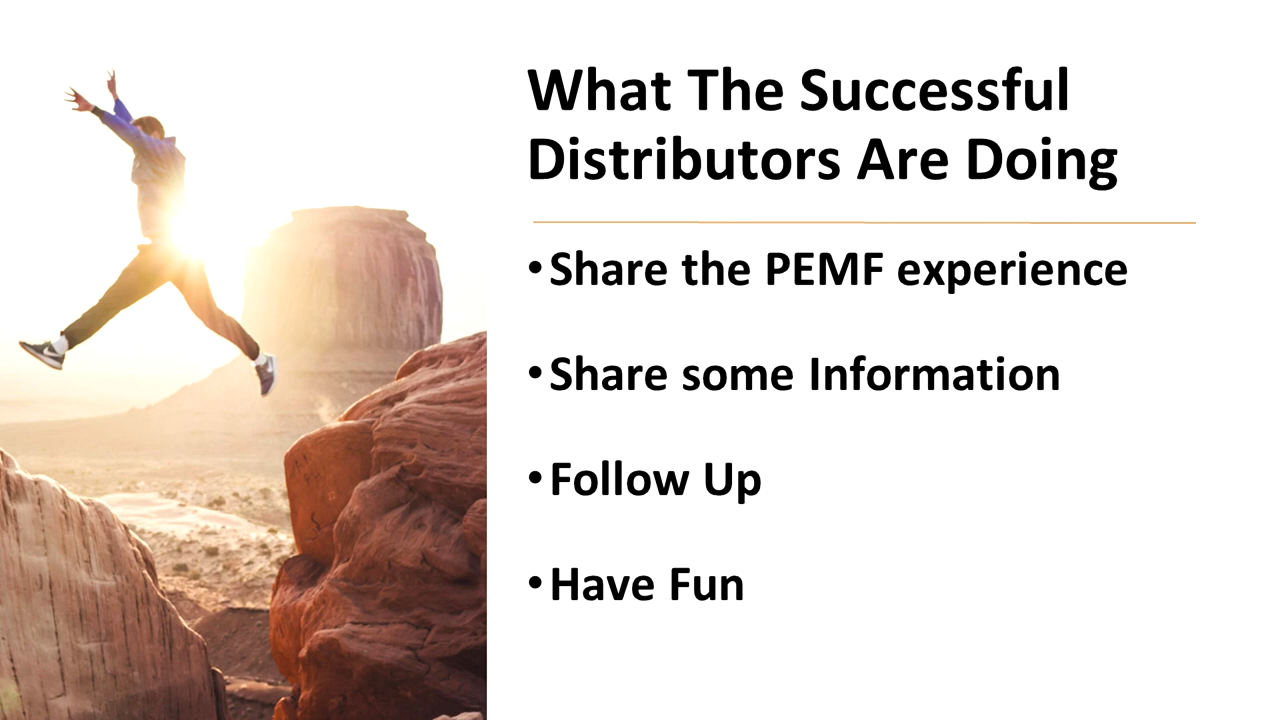 What The Successful
Distributors Are Doing
•Share the PEMF experience
•Share some Information
•Follow Up
•Have Fun